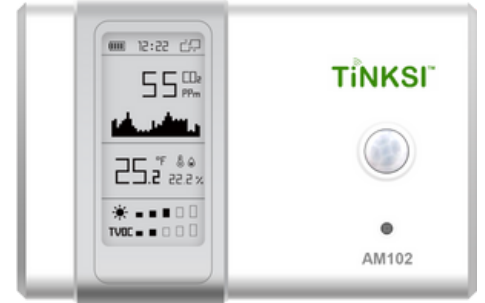 12:22
55 CO₂
PPm
25.2 °F
22.2 %
TVOC
TiNKSI™
AM102